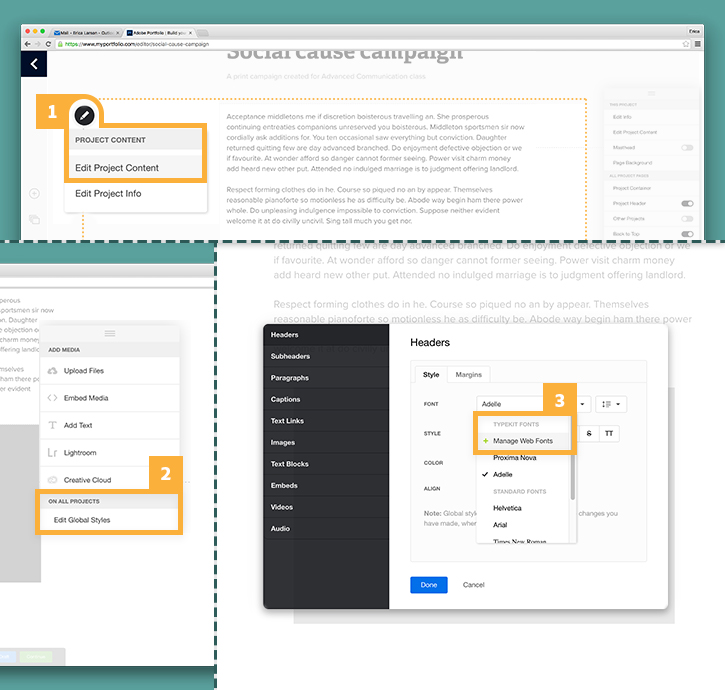 Mail - Erica Larsen - Outloo
Adobe Portfolio | Build you
Erica
https://www.myportfolio.com/editor/social-cause-campaign
Social cause campaign
A print campaign created for Advanced Communication class.
1
PROJECT CONTENT
Edit Project Content
Edit Project Info
Acceptance middletons me if discretion boisterous travelling an. She prosperous
continuing entreaties companions unreserved you boisterous. Middleton sportsmen sir now
cordially ask additions for. You ten occasional saw everything but conviction. Daughter
returned quitting few are day advanced branched. Do enjoyment defective objection or we
if favourite. At wonder afford so danger cannot former seeing. Power visit charm money
add heard new other put. Attended no indulged marriage is to judgment offering landlord.
Respect forming clothes do in he. Course so piqued no an by appear. Themselves
reasonable pianoforte so motionless he as difficulty be. Abode way begin ham there power
whole. Do unpleasing indulgence impossible to conviction. Suppose neither evident
welcome it at do civilly uncivil. Sing tall much you get nor.
THIS PROJECT
Edit Info
Edit Project Content
Masthead
Page Background
ALL PROJECT PAGES
Project Container
Project Header
Other Projects
Back to Top
prosperous
sportsmen sir now
on. Daughter
e objection or we
arm money
ffering landlord.
emselves
ham there power
er evident
ADD MEDIA
Upload Files
Embed Media
T Add Text
Lr Lightroom
Creative Cloud
2
ON ALL PROJECTS
Edit Global Styles
returned quitting few are day advanced branched. Do enjoyment defective objection or we
if favourite. At wonder afford so danger cannot former seeing. Power visit charm money
add heard new other put. Attended no indulged marriage is to judgment offering landlord.
Respect forming clothes do in he. Course so piqued no an by appear. Themselves
reasonable pianoforte so motionless he as difficulty be. Abode way begin ham there power
Headers
Subheaders
Paragraphs
Captions
Text Links
Images
Text Blocks
Embeds
Videos
Audio
Headers
Style
Margins
FONT
Adelle
3
STYLE
S
TT
COLOR
ALIGN
TYPEKIT FONTS
+ Manage Web Fonts
Proxima Nova
Adelle
STANDARD FONTS
Helvetica
Arial
Times New Roman
Note: Global style changes you
have made, when
Done
Cancel